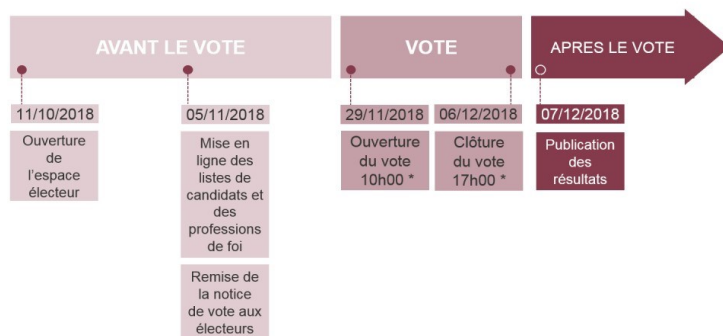 AVANT LE VOTE
VOTE
APRES LE VOTE
11/10/2018
Ouverture
de
l'espace
électeur
05/11/2018
Mise en
ligne des
listes de
candidats et
des
professions
de foi
Remise de
la notice
de vote aux
électeurs
29/11/2018
Ouverture
du vote
10h00 *
06/12/2018
Clôture
du vote
17h00 *
07/12/2018
Publication
des
résultats